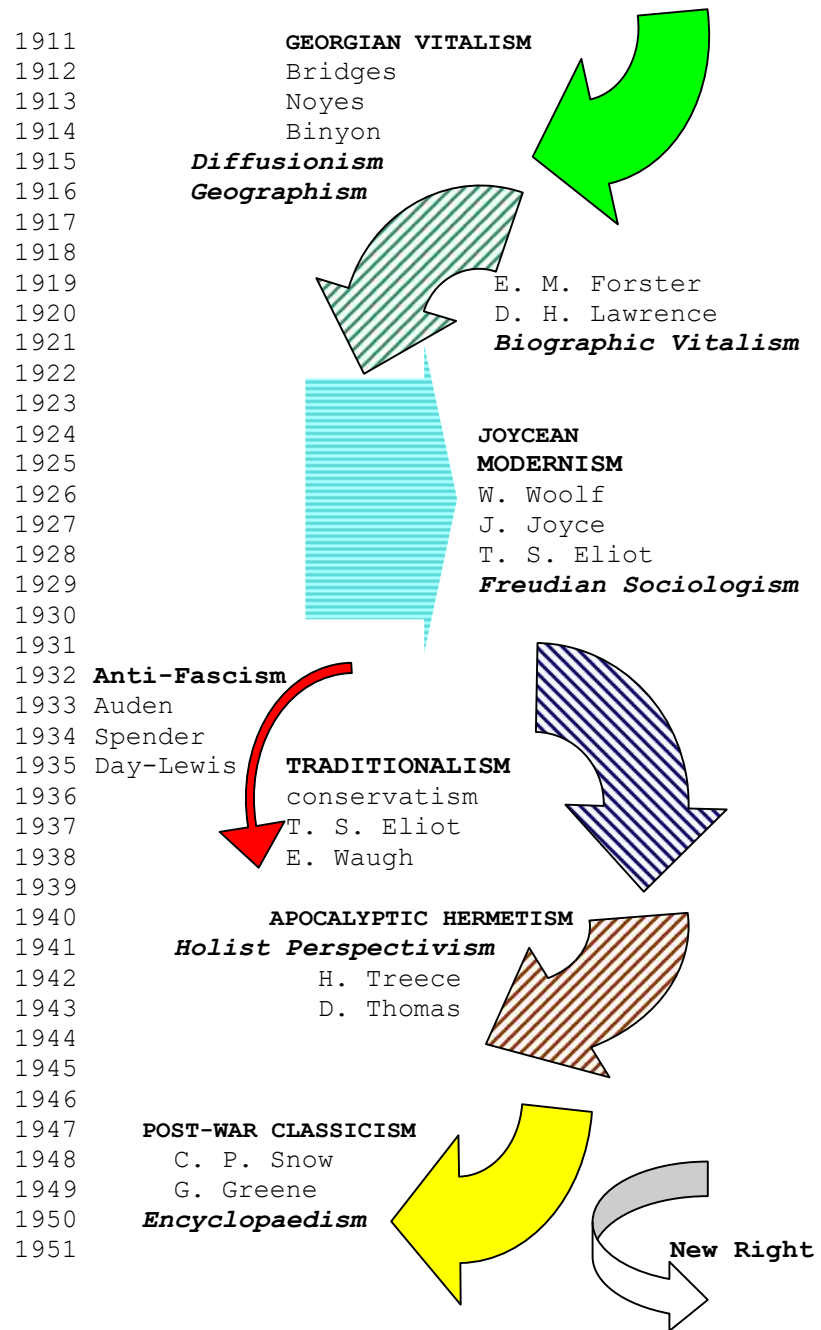 1911 GEORGIAN VITALISM
1912 Bridges
1913 Noyes
1914 Binyon
1915 Diffusionism
1916 Geographism
1917
1918
1919 E. M. Forster
1920 D. H. Lawrence
1921 Biographic Vitalism
1922
1923
1924 JOYCEAN
1925 MODERNISM
1926 W. Woolf
1927 J. Joyce
1928 T. S. Eliot
1929 Freudian Sociologism
1930
1931
1932 Anti-Fascism
1933 Auden
1934 Spender
1935 Day-Lewis TRADITIONALISM
1936 conservatism
1937 T. S. Eliot
1938 E. Waugh
1939
1940 APOCALYPTIC HERMETISM
1941 Holist Perspectivism
1942 H. Treece
1943 D. Thomas
1944
1945
1946
1947 POST-WAR CLASSICISM
1948 C. P. Snow
1949 G. Greene
1950 Encyclopaedism
1951 New Right